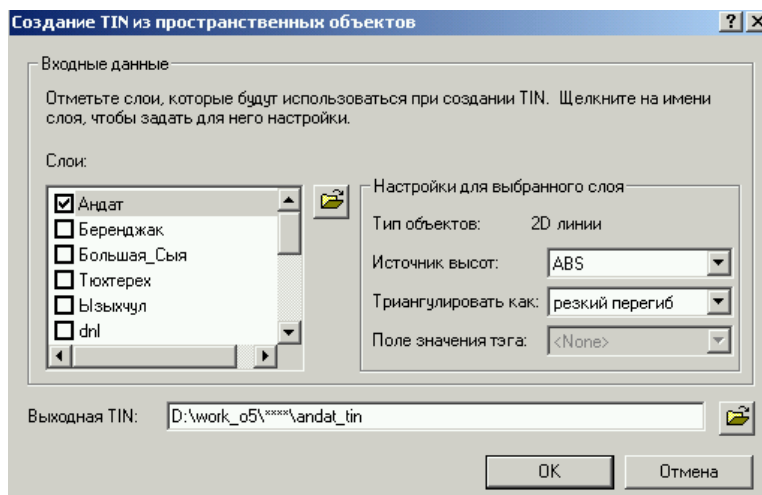 Создание TIN из пространственных объектов
Входные данные
Отметьте слои, которые будут использоваться при создании TIN. Щелкните на имени
слоя, чтобы задать для него настройки.
Слои:
Андат
Беренджак
Большая_Сыя
Тюхтерех
Ызыхчул
dnl
Настройки для выбранного слоя
Тип объектов: 2D линии
Источник высот: ABS
Триангулировать как: резкий перегиб
Поле значения тэга: <None>
Выходная TIN: D:\work_o5\****\andat_tin
OK Отмена